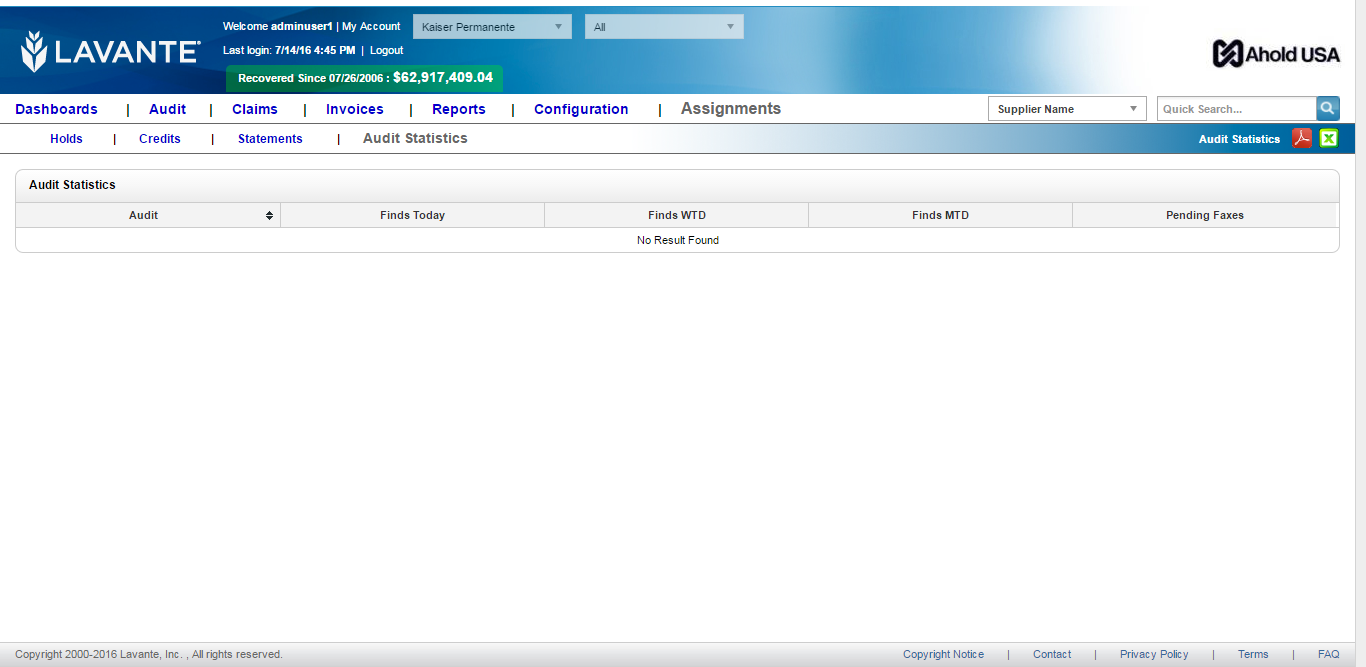 LAVANTE®
Welcome adminuser1 | My Account
Kaiser Permanente
All
Last login: 7/14/16 4:45 PM | Logout
Recovered Since 07/26/2006 : $62,917,409.04
Ahold USA
Dashboards | Audit | Claims | Invoices | Reports | Configuration | Assignments
Supplier Name
Quick Search...
Holds | Credits | Statements | Audit Statistics
Audit Statistics
Audit Statistics
Audit Finds Today Finds WTD Finds MTD Pending Faxes
No Result Found
Copyright 2000-2016 Lavante, Inc. , All rights reserved.
Copyright Notice | Contact | Privacy Policy | Terms | FAQ